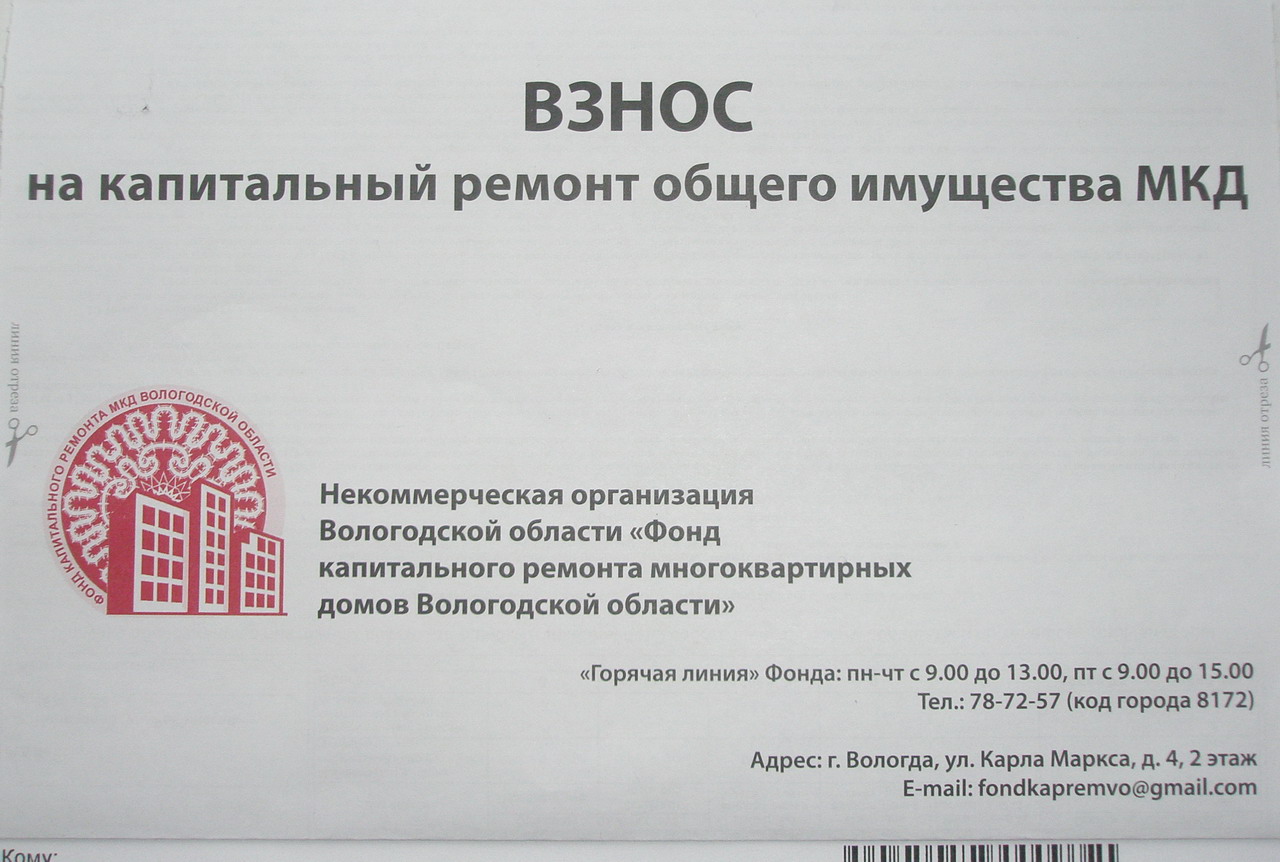 ВЗНОС
на капитальный ремонт общего имущества МКД
линия отреза
линия отреза
ФОНД КАПИТАЛЬНОГО РЕМОНТА МКД ВОЛОГОДСКОЙ ОБЛАСТИ
Некоммерческая организация
Вологодской области «Фонд
капитального ремонта многоквартирных
домов Вологодской области»
«Горячая линия» Фонда: пн-чт с 9.00 до 13.00, пт с 9.00 до 15.00
Тел.: 78-72-57 (код города 8172)
Адрес: г. Вологда, ул. Карла Маркса, д. 4, 2 этаж
E-mail: fondkapremvo@gmail.com
Кому: